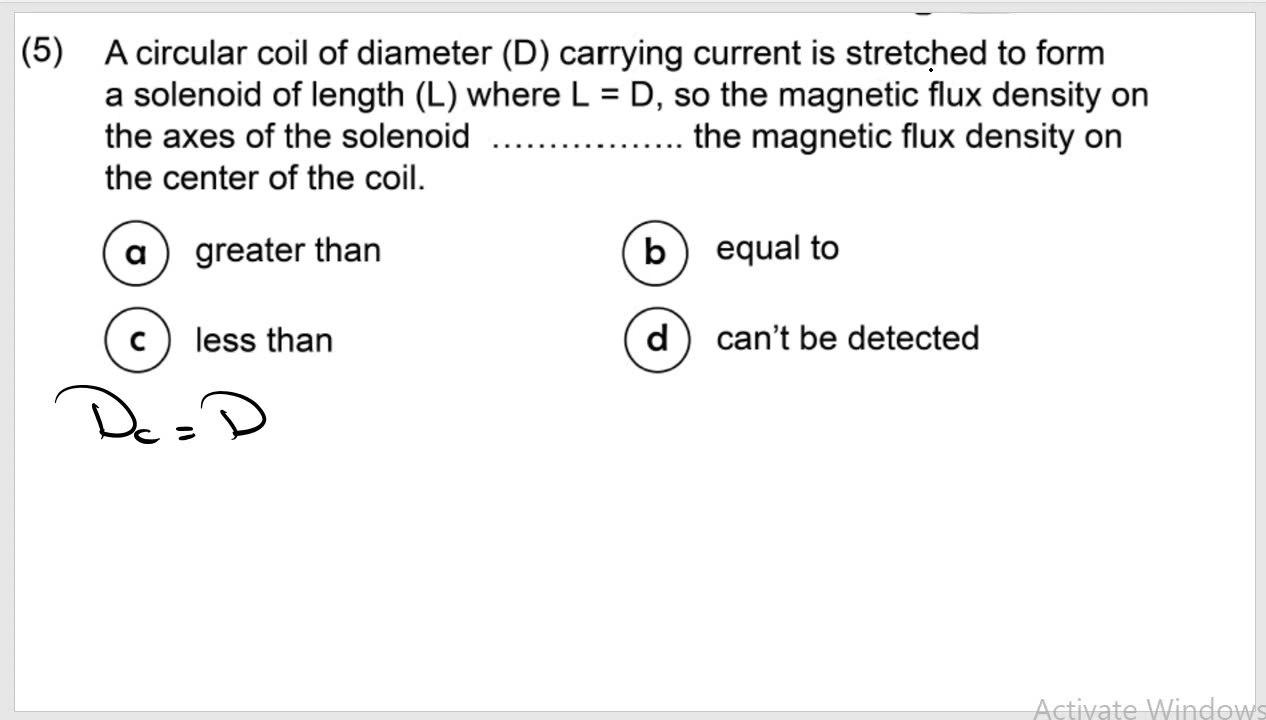 (5) A circular coil of diameter (D) carrying current is stretched to form
a solenoid of length (L) where L = D, so the magnetic flux density on
the axes of the solenoid ................. the magnetic flux density on
the center of the coil.
a greater than
b equal to
c less than
d can't be detected
Dc = D
Activate Windows